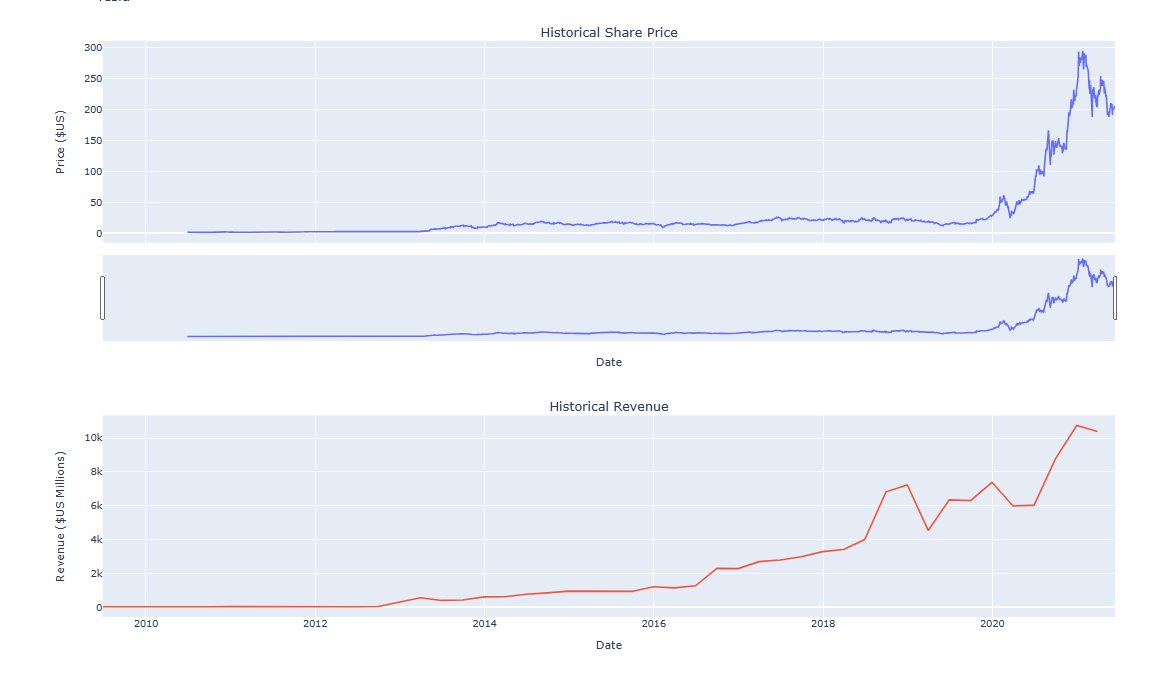 Historical Share Price
300
250
200
150
100
50
0
Price ($US)
Date
Historical Revenue
10k
8k
6k
4k
2k
0
Revenue ($US Millions)
2010 2012 2014 2016 2018 2020
Date